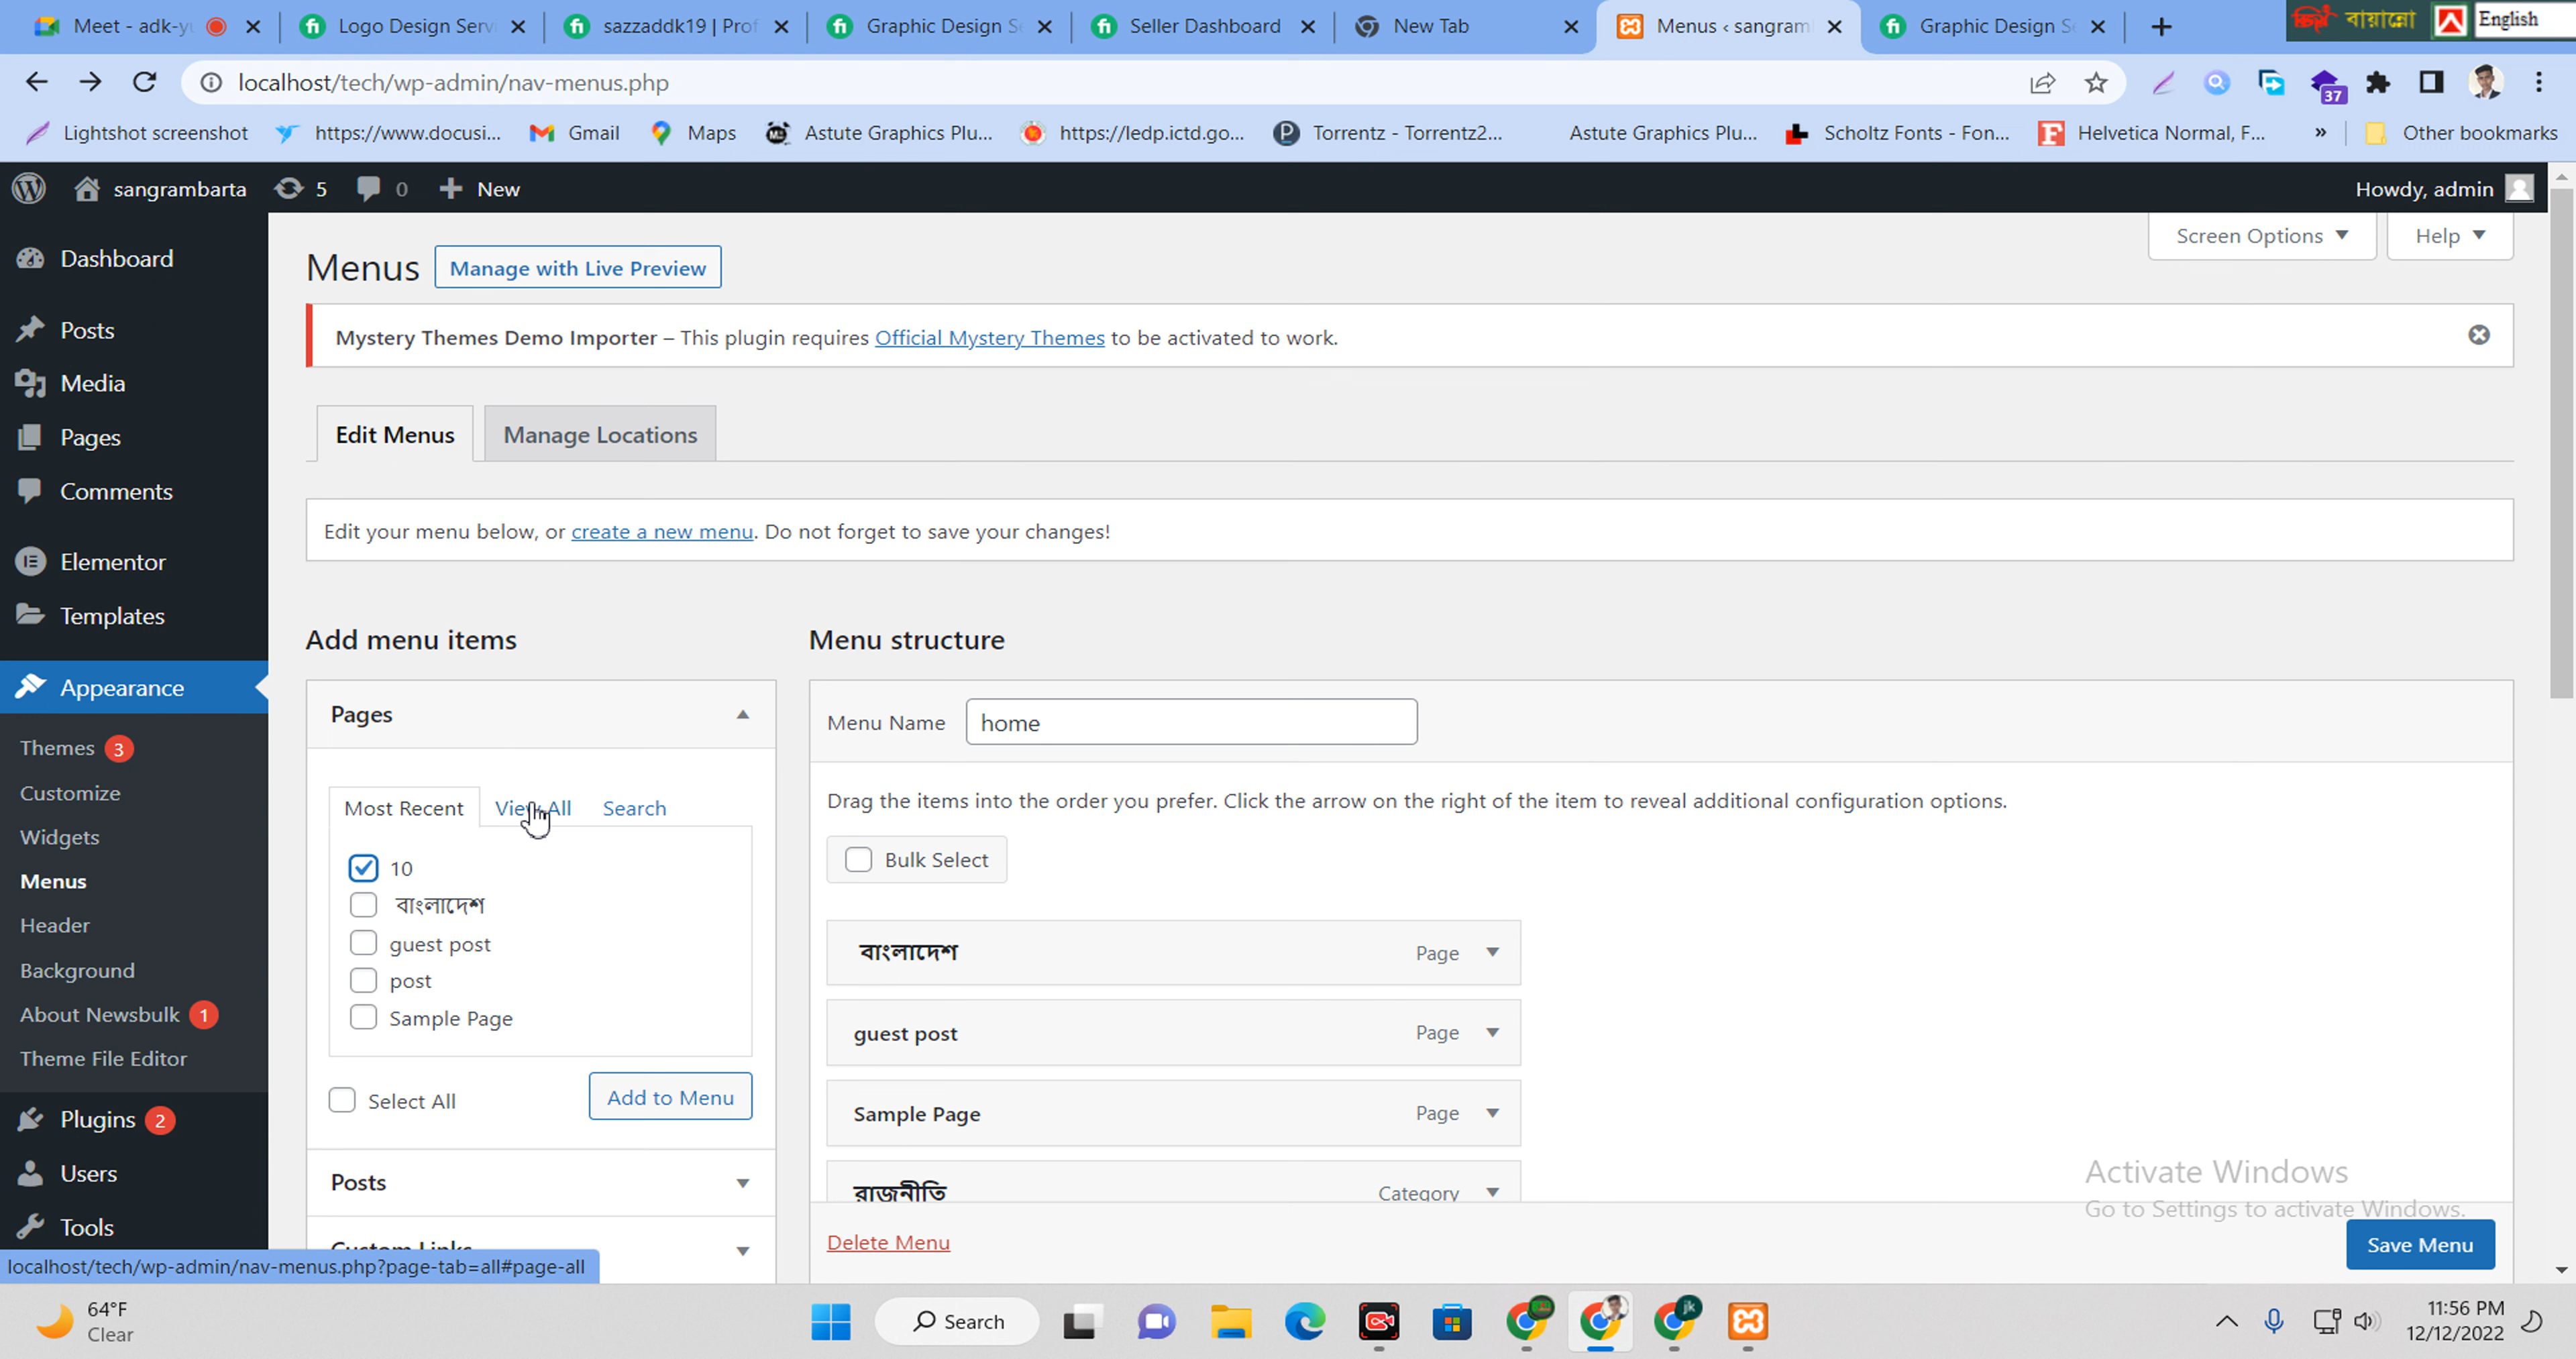 Meet - adk-yu
Logo Design Servi
sazzaddk19 | Prof
Graphic Design Se
Seller Dashboard
New Tab
Menus ‹ sangramb
Graphic Design Se
বায়ান্নো
English
localhost/tech/wp-admin/nav-menus.php
37
Lightshot screenshot
https://www.docusi...
Gmail
Maps
Astute Graphics Plu...
https://ledp.ictd.go...
Torrentz - Torrentz2...
Astute Graphics Plu...
Scholtz Fonts - Fon...
Helvetica Normal, F...
»
Other bookmarks
sangrambarta
5
0
New
Howdy, admin
Screen Options
Help
Dashboard
Posts
Media
Pages
Comments
Elementor
Templates
Appearance
Themes 3
Customize
Widgets
Menus
Header
Background
About Newsbulk 1
Theme File Editor
Plugins 2
Users
Tools
Menus
Manage with Live Preview
Mystery Themes Demo Importer – This plugin requires Official Mystery Themes to be activated to work.
Edit Menus
Manage Locations
Edit your menu below, or create a new menu. Do not forget to save your changes!
Add menu items
Pages
Most Recent
View All
Search
10
বাংলাদেশ
guest post
post
Sample Page
Select All
Add to Menu
Posts
Custom Links
Menu structure
Menu Name
home
Drag the items into the order you prefer. Click the arrow on the right of the item to reveal additional configuration options.
Bulk Select
বাংলাদেশ Page
guest post Page
Sample Page Page
রাজনীতি Category
Delete Menu
Save Menu
Activate Windows
Go to Settings to activate Windows.
localhost/tech/wp-admin/nav-menus.php?page-tab=all#page-all
64°F
Clear
Search
jk
11:56 PM
12/12/2022